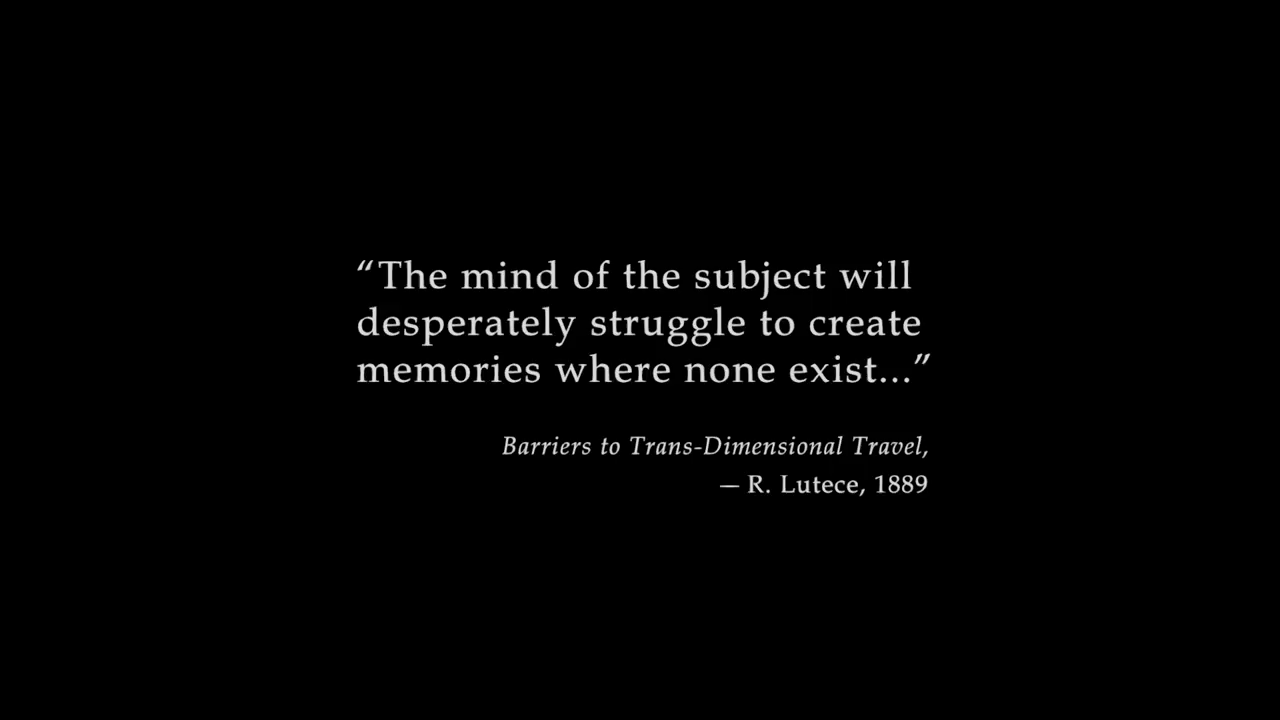 “The mind of the subject will
desperately struggle to create
memories where none exist...”
Barriers to Trans-Dimensional Travel,
— R. Lutece, 1889